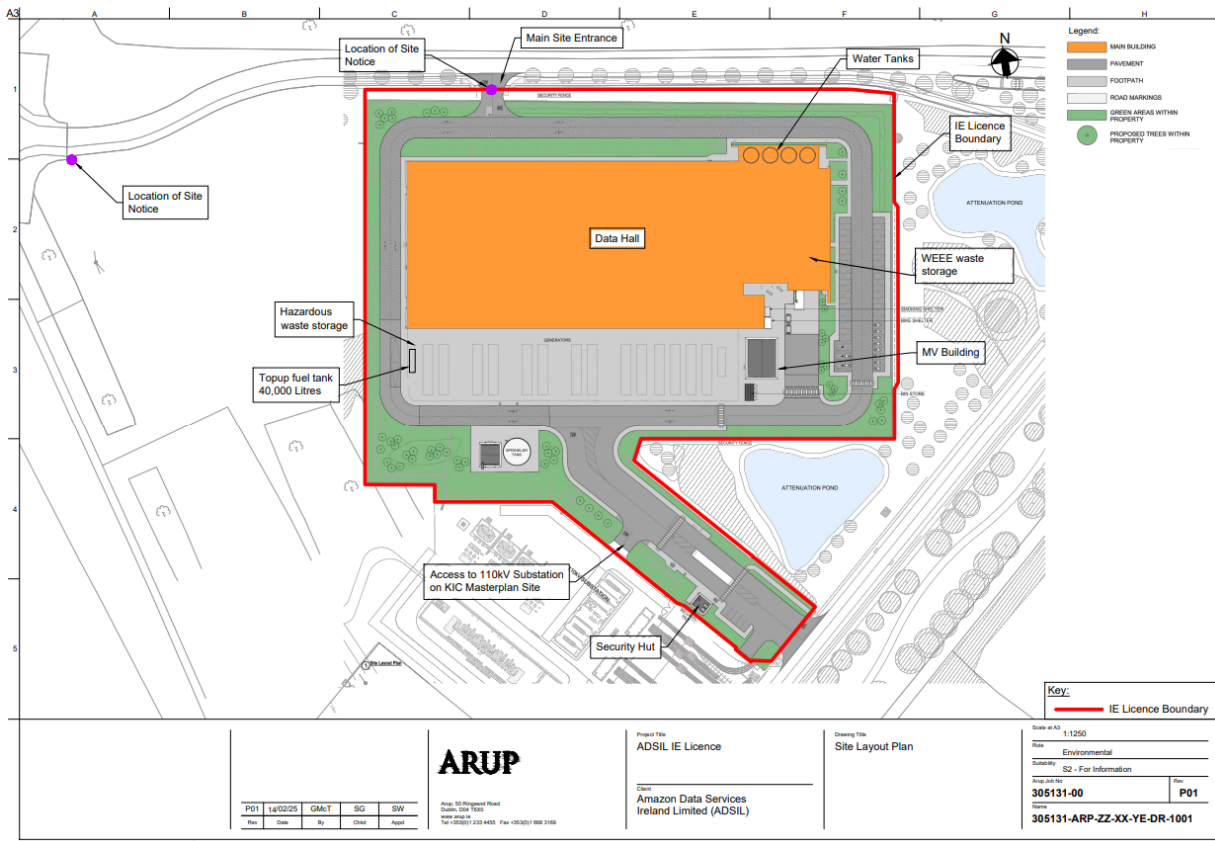 A3
A
B
C
D
E
F
G
H
1
2
3
4
5
Location of Site
Notice
Main Site Entrance
Water Tanks
N
Legend:
MAIN BUILDING
PAVEMENT
FOOTPATH
ROAD MARKINGS
GREEN AREAS WITHIN
PROPERTY
PROPOSED TREES WITHIN
PROPERTY
SECURITY FENCE
IE Licence
Boundary
Location of Site
Notice
ATTENUATION POND
Data Hall
WEEE waste
storage
Hazardous
waste storage
SMOKING SHELTER
BIKE SHELTER
GENERATORS
MV Building
Topup fuel tank
40,000 Litres
BIN STORE
SECURITY FENCE
SPRINKLER
TANK
ATTENUATION POND
Access to 110kV Substation
on KIC Masterplan Site
110KV SUBSTATION
Security Hut
1
Site Layout Plan
Key:
IE Licence Boundary
ARUP
Arup, 50 Ringsend Road
Dublin, D04 T6X0
www.arup.ie
Tel +353(0)1 233 4455 Fax +353(0)1 668 3169
P01 14/02/25 GMcT SG SW
Rev Date By Chkd Appd
Project Title
ADSIL IE Licence
Client
Amazon Data Services
Ireland Limited (ADSIL)
Drawing Title
Site Layout Plan
Scale at A3
1:1250
Role
Environmental
Suitability
S2 - For Information
Arup Job No
305131-00
Rev
P01
Name
305131-ARP-ZZ-XX-YE-DR-1001